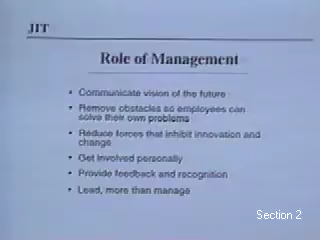 JIT
Role of Management
• Communicate vision of the future
• Remove obstacles so employees can
solve their own problems
• Reduce forces that inhibit innovation and
change
• Get involved personally
• Provide feedback and recognition
• Lead, more than manage
Section 2